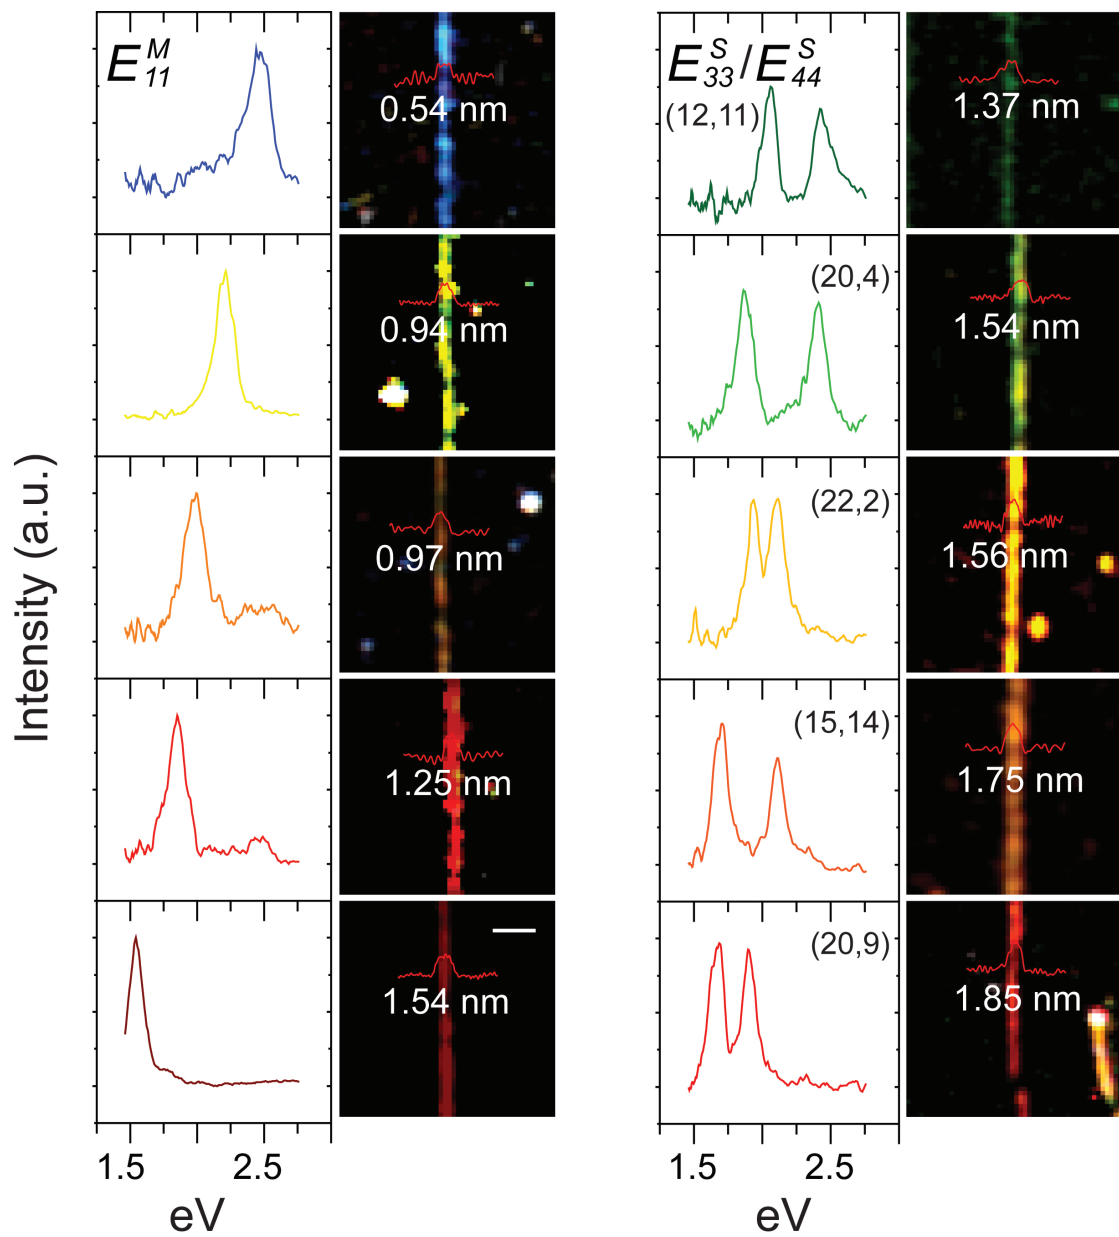 Intensity (a.u.)
E₁₁ᴹ
0.54 nm
0.94 nm
0.97 nm
1.25 nm
1.54 nm
1.5 2.5
eV
E₃₃ˢ/E₄₄ˢ
(12,11)
1.37 nm
(20,4)
1.54 nm
(22,2)
1.56 nm
(15,14)
1.75 nm
(20,9)
1.85 nm
1.5 2.5
eV